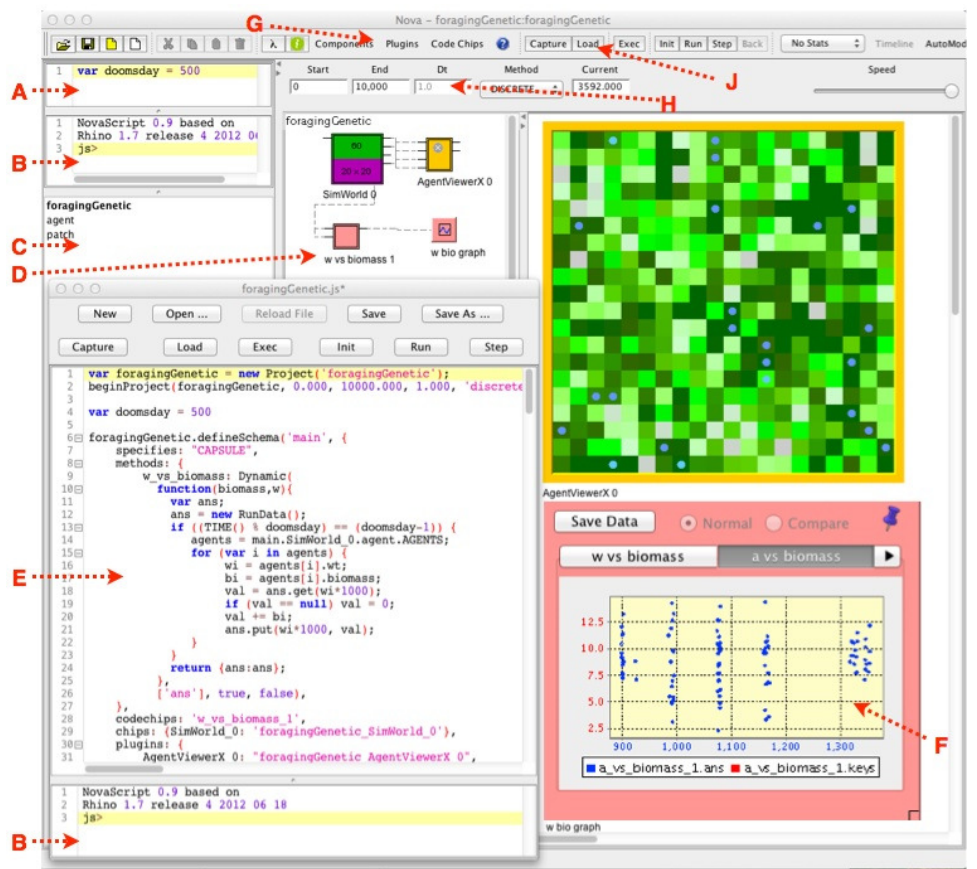 Nova - foragingGenetic:foragingGenetic
G
λ Components Plugins Code Chips ? Capture Load Exec Init Run Step Back No Stats Timeline AutoMod
J
Start End Dt Method Current Speed
0 10,000 1.0 DISCRETE 3592.000
H
A
1 var doomsday = 500
B
1 NovaScript 0.9 based on
2 Rhino 1.7 release 4 2012 0
3 js>
foragingGenetic
agent
patch
C
D
foragingGenetic
60
20 x 20
SimWorld 0
AgentViewerX 0
w vs biomass 1
w bio graph
foragingGenetic.js*
New Open ... Reload File Save Save As ...
Capture Load Exec Init Run Step
1 var foragingGenetic = new Project('foragingGenetic');
2 beginProject(foragingGenetic, 0.000, 10000.000, 1.000, 'discrete
3
4 var doomsday = 500
5
6 foragingGenetic.defineSchema('main', {
7 specifies: "CAPSULE",
8 methods: {
9 w_vs_biomass: Dynamic(
10 function(biomass,w){
11 var ans;
12 ans = new RunData();
13 if ((TIME() % doomsday) == (doomsday-1)) {
14 agents = main.SimWorld_0.agent.AGENTS;
15 for (var i in agents) {
16 wi = agents[i].wt;
17 bi = agents[i].biomass;
18 val = ans.get(wi*1000);
19 if (val == null) val = 0;
20 val += bi;
21 ans.put(wi*1000, val);
22 }
23 }
24 return {ans:ans};
25 },
26 ['ans'], true, false),
27 },
28 codechips: 'w_vs_biomass_1',
29 chips: {SimWorld_0: 'foragingGenetic_SimWorld_0'},
30 plugins: {
31 AgentViewerX 0: "foragingGenetic AgentViewerX 0",
E
1 NovaScript 0.9 based on
2 Rhino 1.7 release 4 2012 06 18
3 js>
B
AgentViewerX 0
Save Data Normal Compare
w vs biomass a vs biomass
12.5
10.0
7.5
5.0
2.5
900 1,000 1,100 1,200 1,300
a_vs_biomass_1.ans a_vs_biomass_1.keys
F
w bio graph